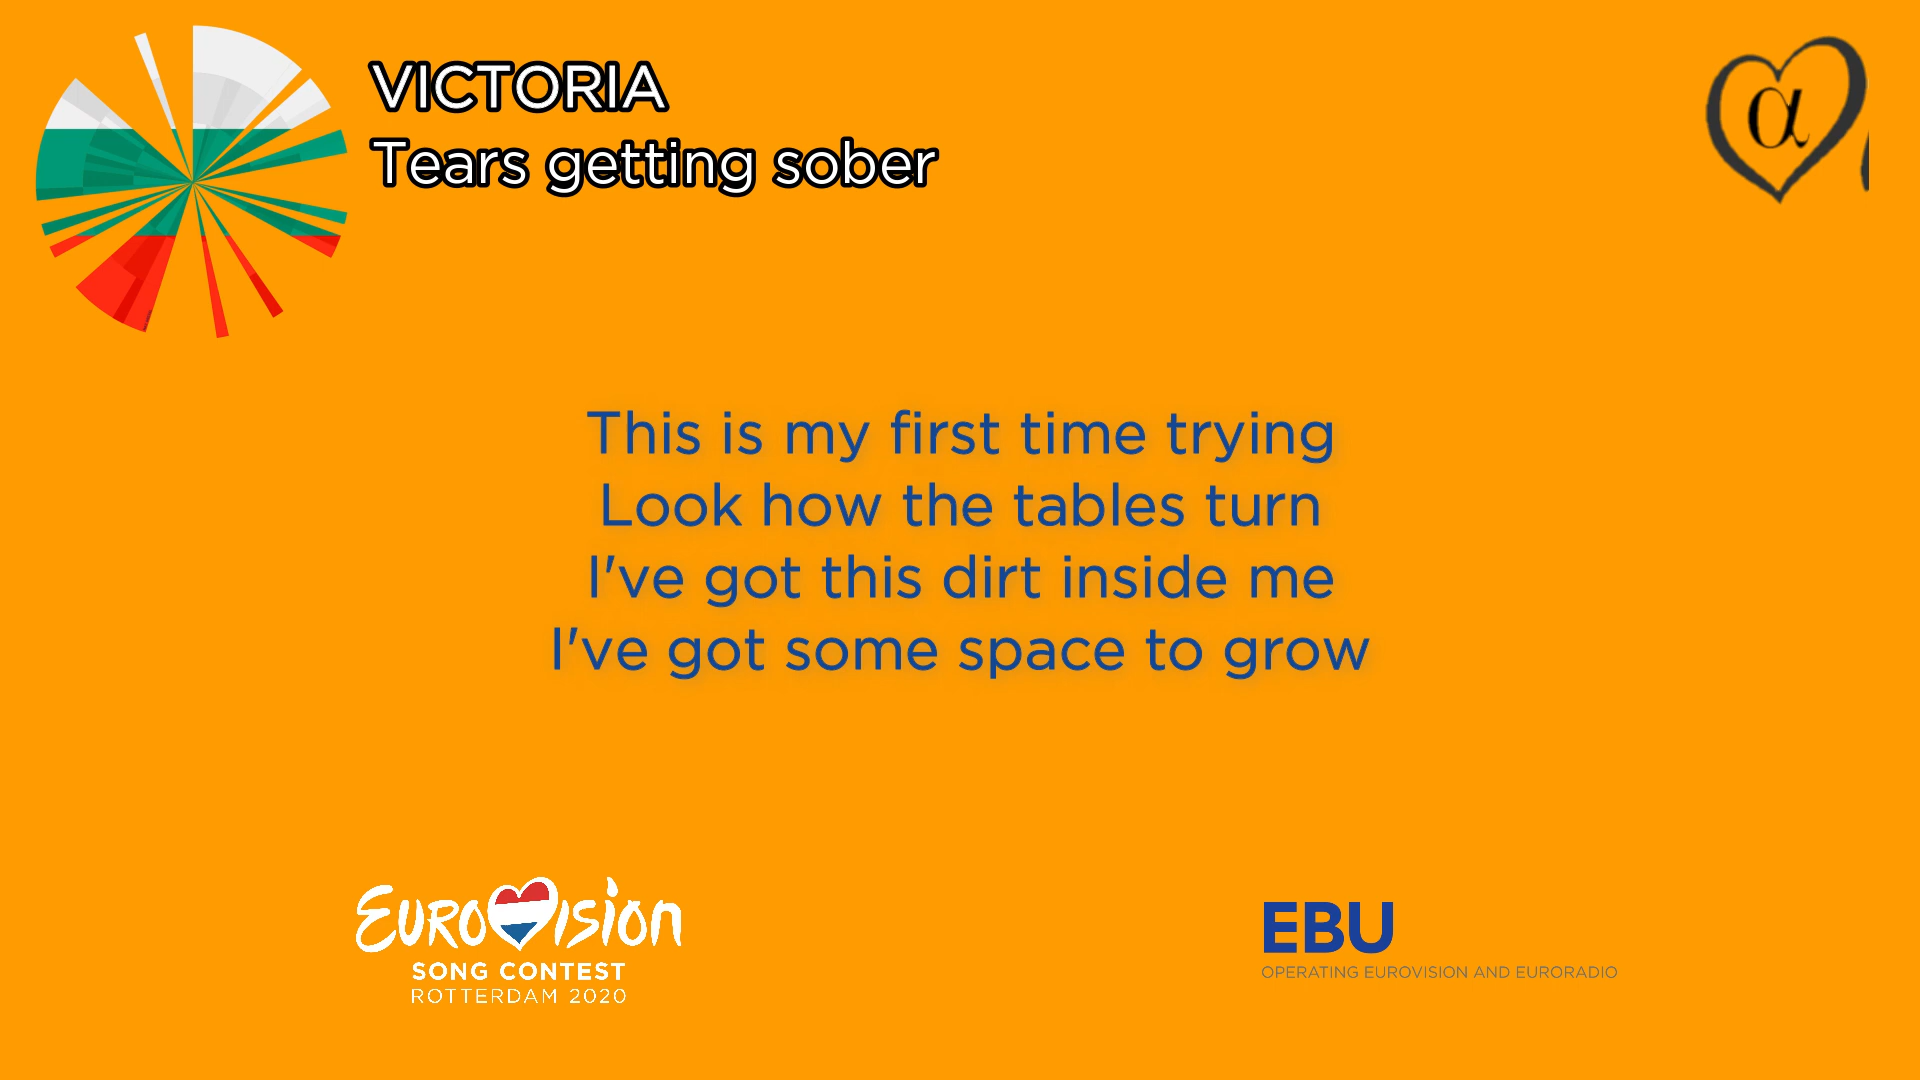 VICTORIA
Tears getting sober
α
This is my first time trying
Look how the tables turn
I've got this dirt inside me
I've got some space to grow
EUROVISION
SONG CONTEST
ROTTERDAM 2020
EBU
OPERATING EUROVISION AND EURORADIO